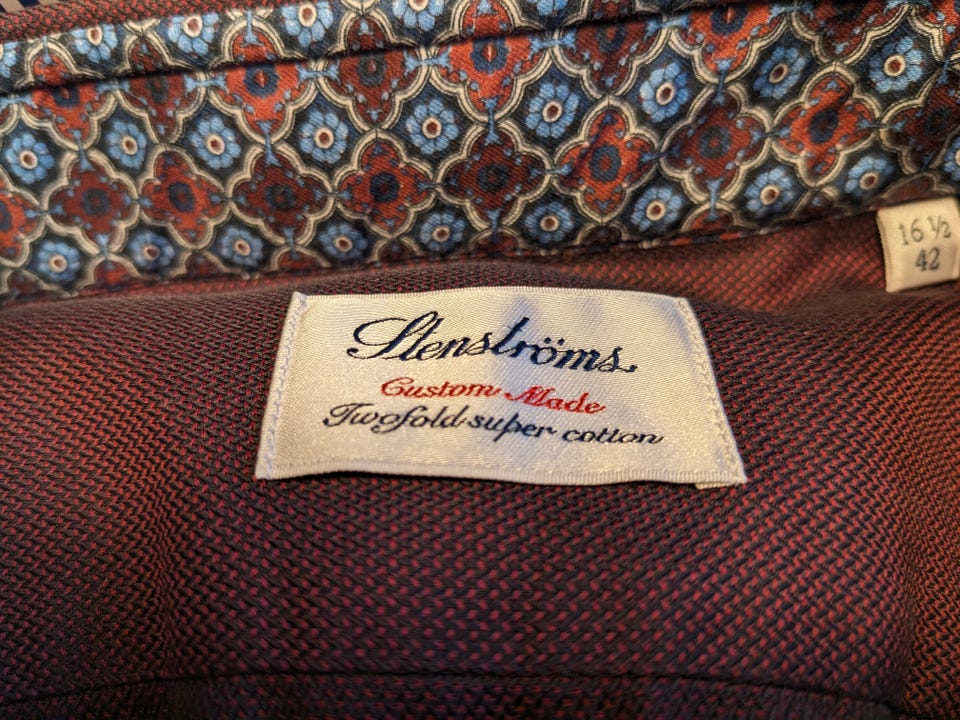 Stenströms
Custom Made
Twofold super cotton
16 ½
42